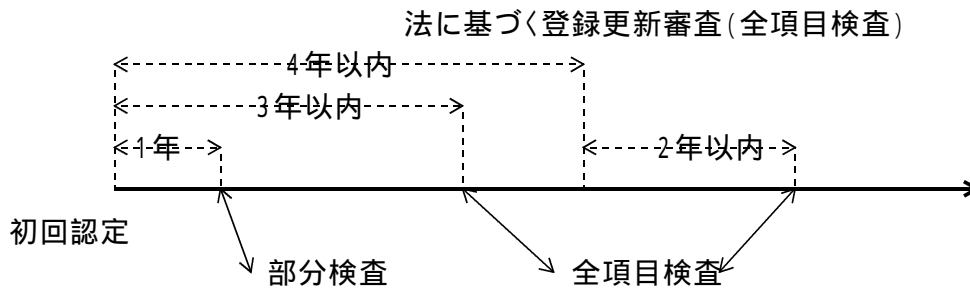 法に基づく登録更新審査(全項目検査)
4年以内
3年以内
1年
2年以内
初回認定
部分検査
全項目検査